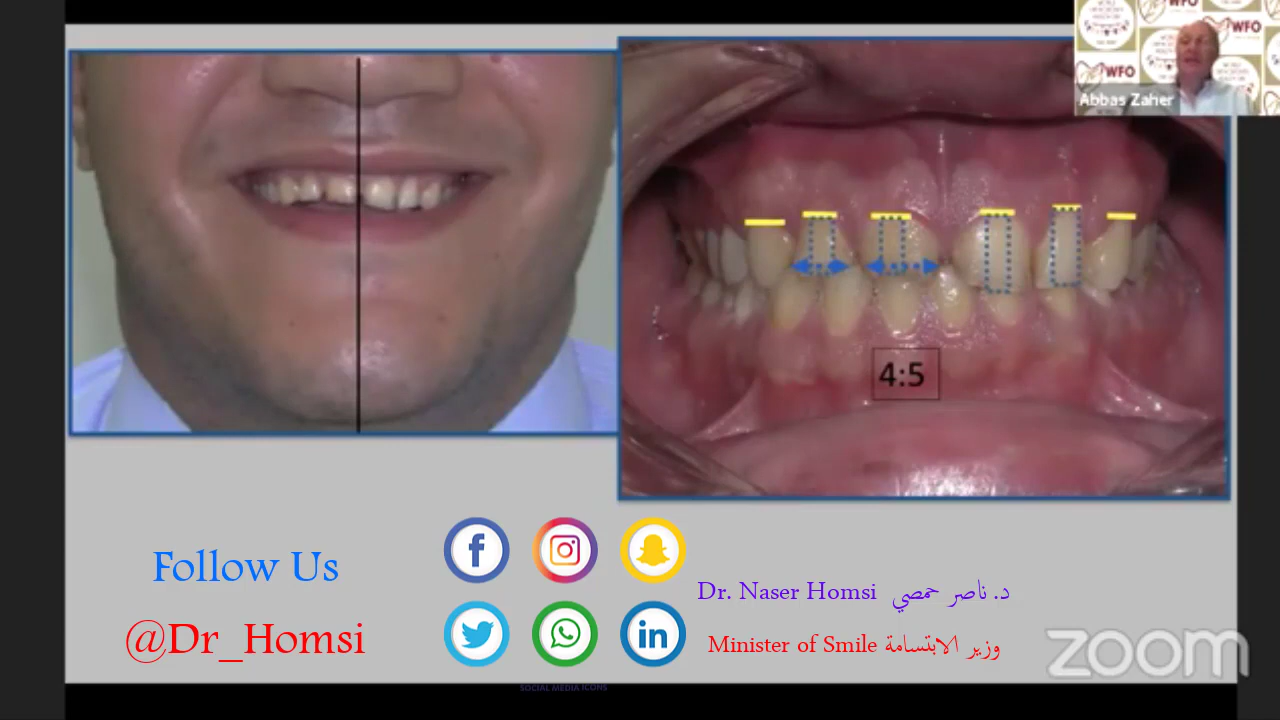 WFO
WFO
WFO
Abbas Zaher
4:5
Follow Us
@Dr_Homsi
Dr. Naser Homsi د. ناصر حمصي
Minister of Smile وزير الابتسامة
zoom
SOCIAL MEDIA ICONS